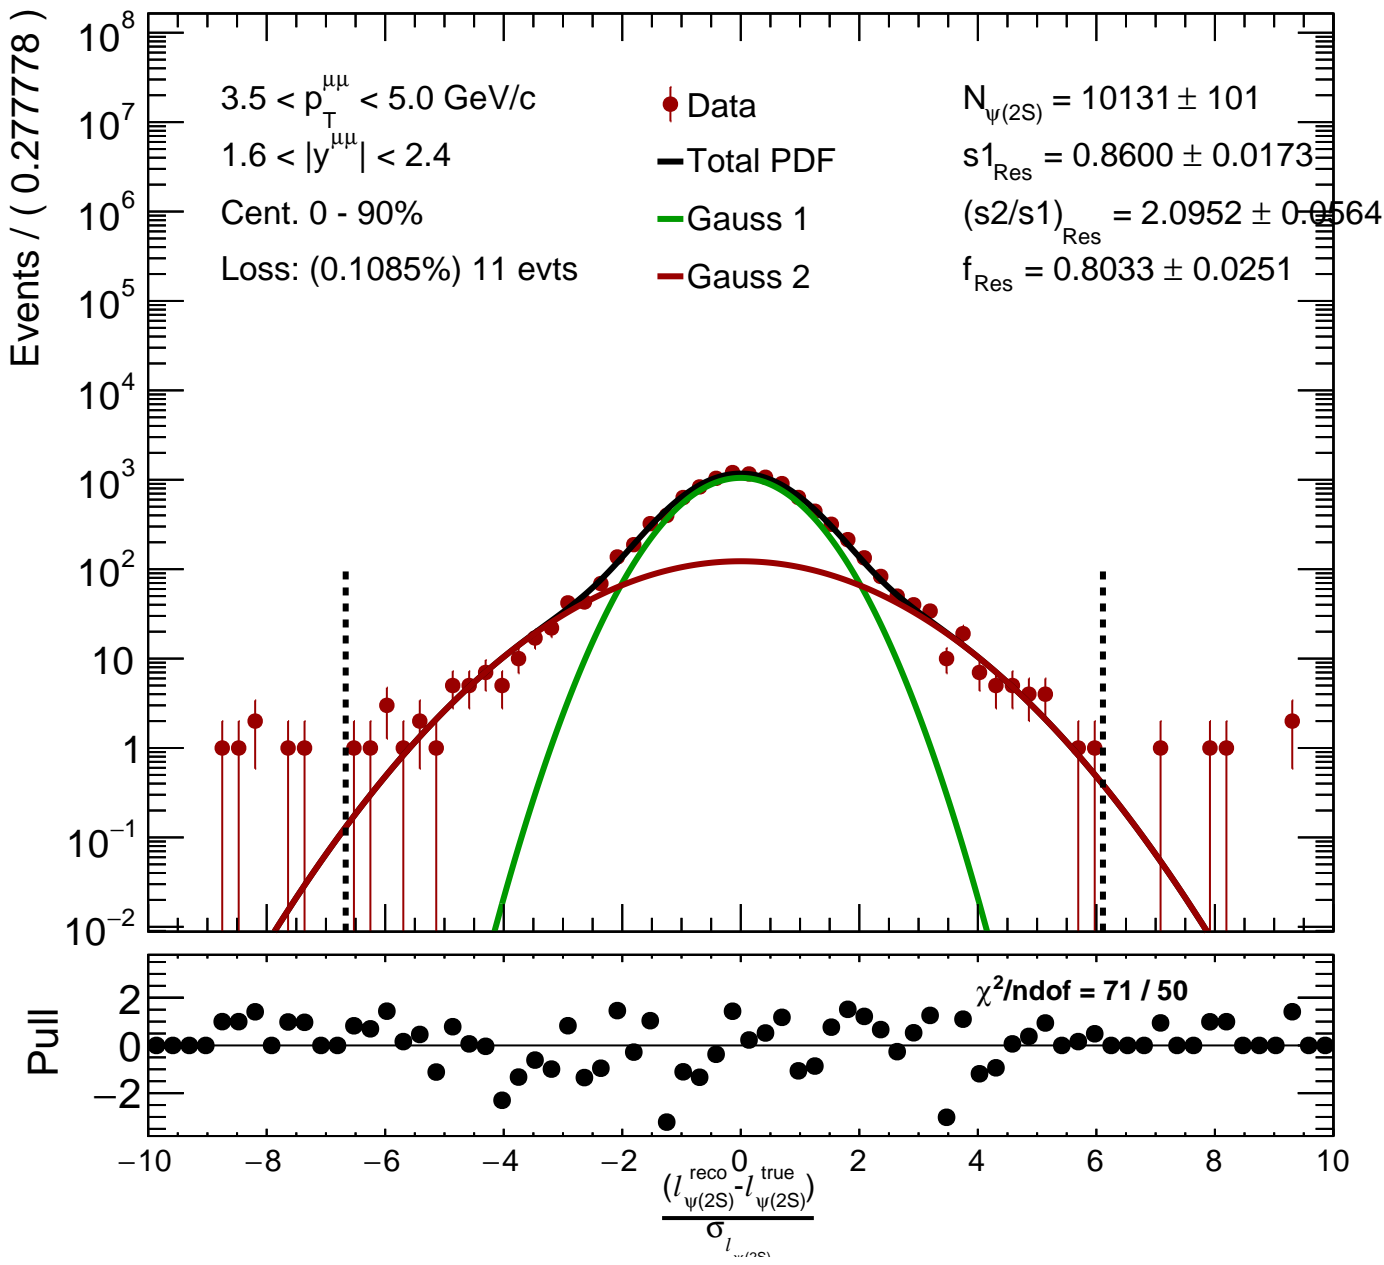 Events / ( 0.277778 )
10^8
10^7
10^6
10^5
10^4
10^3
10^2
10
1
10^−1
10^−2
3.5 < p_T^μμ < 5.0 GeV/c
1.6 < |y^μμ| < 2.4
Cent. 0 - 90%
Loss: (0.1085%) 11 evts
Data
Total PDF
Gauss 1
Gauss 2
N_ψ(2S) = 10131 ± 101
s1_Res = 0.8600 ± 0.0173
(s2/s1)_Res = 2.0952 ± 0.0564
f_Res = 0.8033 ± 0.0251
Pull
2
0
−2
χ²/ndof = 71 / 50
−10 −8 −6 −4 −2 0 2 4 6 8 10
(l_ψ(2S)^reco - l_ψ(2S)^true)
σ_l_ψ(2S)